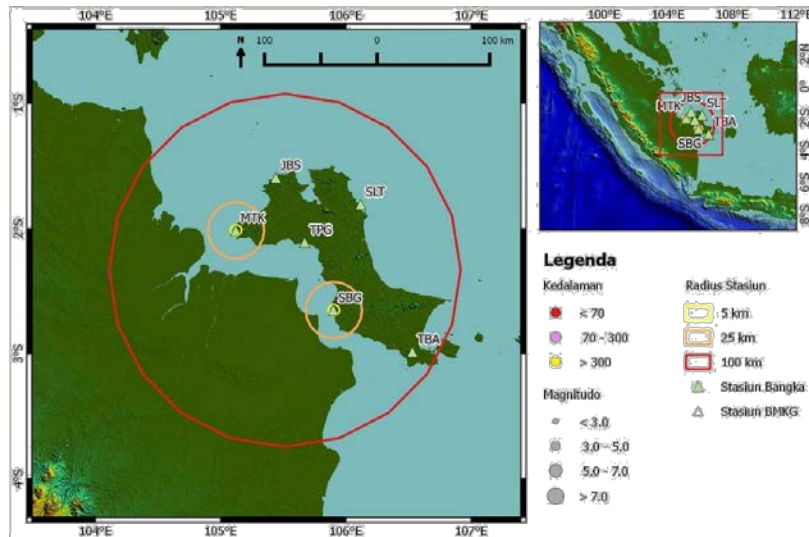 104°E
105°E
106°E
107°E
N
100
0
100 km
1°S
2°S
3°S
4°S
JBS
SLT
MTK
TPG
SBG
TBA
104°E
105°E
106°E
107°E
100°E
104°E
108°E
112°E
2°N
0°
2°S
4°S
6°S
8°S
JBS
MTK
SL
TBA
SBG
Legenda
Kedalaman
Radius Stasiun
< 70
5 km
70 - 300
25 km
> 300
100 km
Magnitudo
Stasiun Bangka
< 3.0
Stasiun BMKG
3.0 - 5.0
5.0 - 7.0
> 7.0